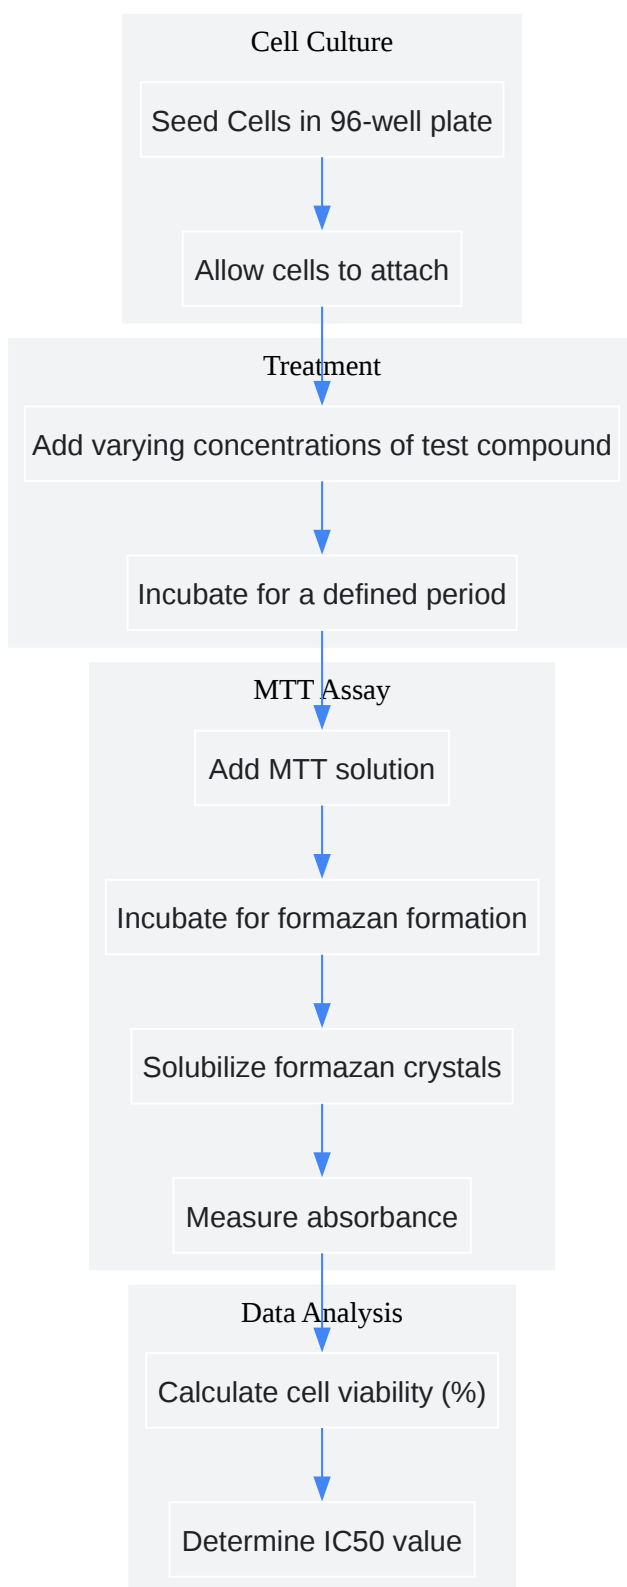 Cell Culture
Seed Cells in 96-well plate
Allow cells to attach
Treatment
Add varying concentrations of test compound
Incubate for a defined period
MTT Assay
Add MTT solution
Incubate for formazan formation
Solubilize formazan crystals
Measure absorbance
Data Analysis
Calculate cell viability (%)
Determine IC50 value